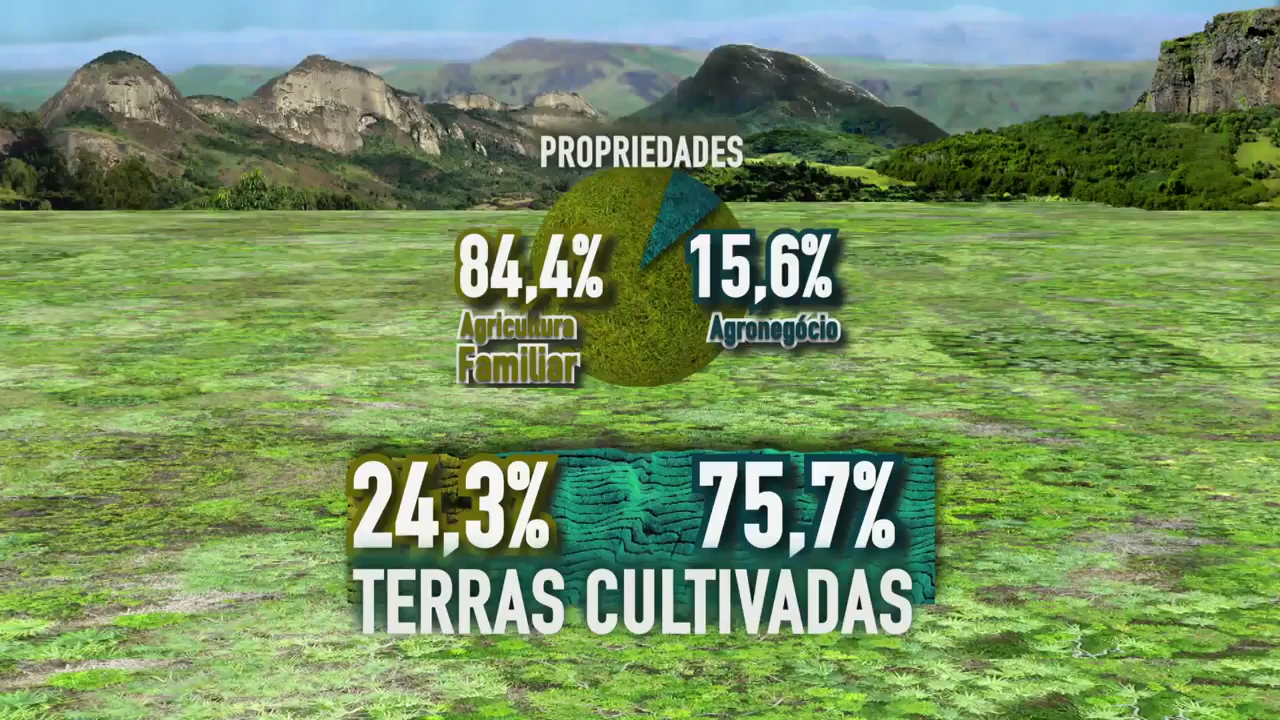 PROPRIEDADES
84,4% 15,6%
Agricultura Agronegócio
Familiar
24,3% 75,7%
TERRAS CULTIVADAS